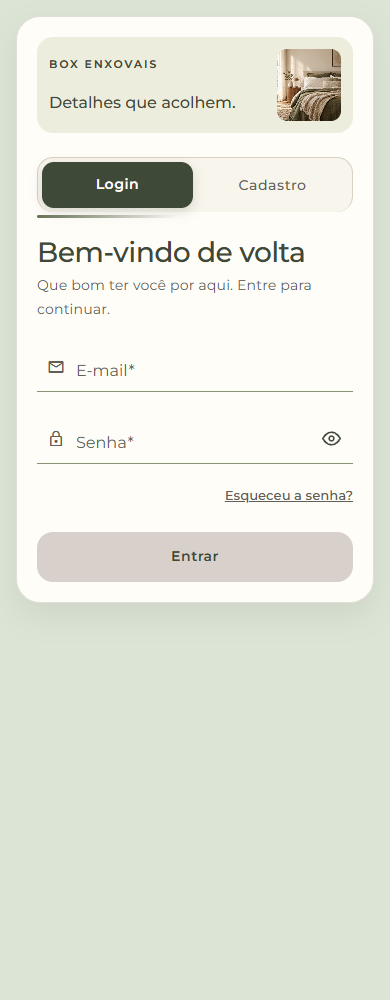 BOX ENXOVAIS
Detalhes que acolhem.
Login
Cadastro
Bem-vindo de volta
Que bom ter você por aqui. Entre para
continuar.
E-mail*
Senha*
Esqueceu a senha?
Entrar